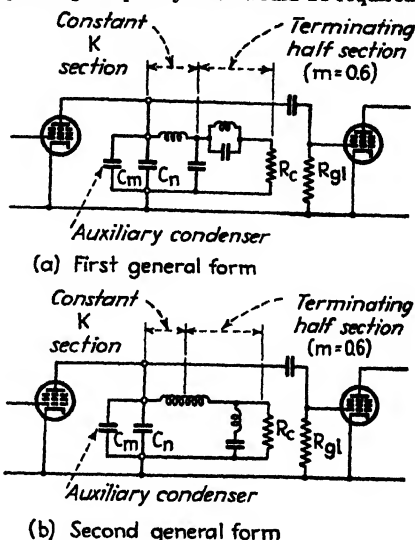 Constant
K
section
Terminating
half section
(m=0.6)
Cm
Cn
Rc
Rgl
Auxiliary condenser
(a) First general form
Constant
K
section
Terminating
half section
(m=0.6)
Cm
Cn
Rc
Rgl
Auxiliary condenser
(b) Second general form